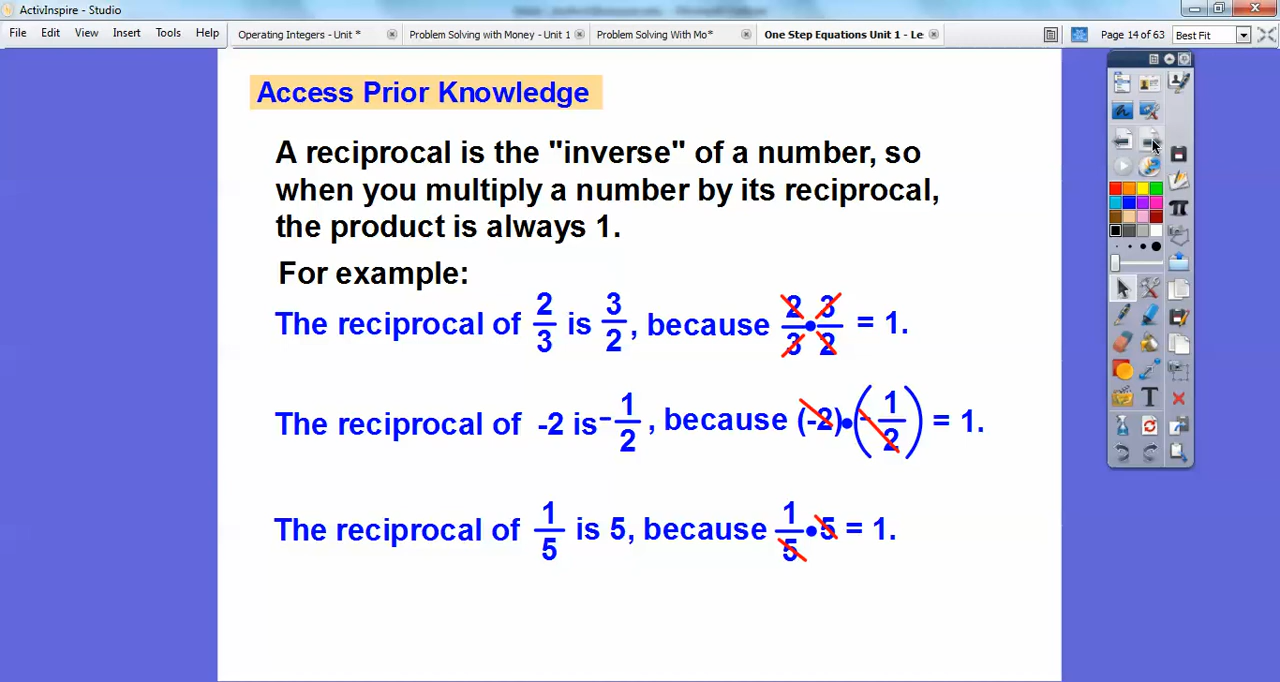 ActivInspire - Studio
File Edit View Insert Tools Help
Operating Integers - Unit * Problem Solving with Money - Unit 1 Problem Solving With Mo* One Step Equations Unit 1 - Le Page 14 of 63 Best Fit
Access Prior Knowledge
A reciprocal is the "inverse" of a number, so
when you multiply a number by its reciprocal,
the product is always 1.
For example:
The reciprocal of 2/3 is 3/2, because 2/3 • 3/2 = 1.
The reciprocal of -2 is -1/2, because (-2)•(-1/2) = 1.
The reciprocal of 1/5 is 5, because 1/5 • 5 = 1.